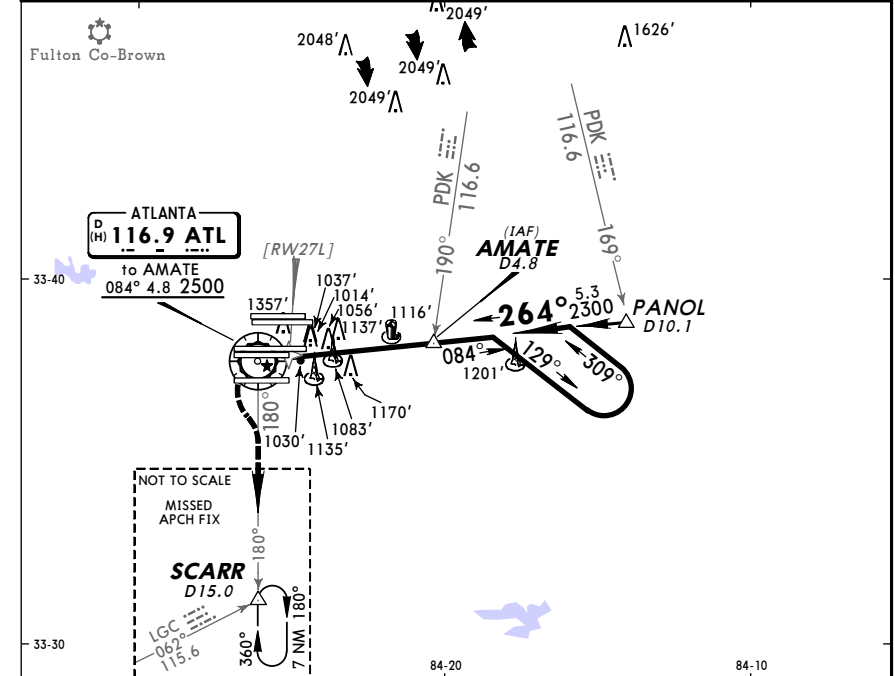 2049'
1626'
2048'
2049'
2049'
Fulton Co-Brown
PDK
116.6
190°
PDK
116.6
169°
ATLANTA
D
(H) 116.9 ATL
to AMATE
084° 4.8 2500
[RW27L]
(IAF)
AMATE
D4.8
33-40
1357'
1037'
1014'
1056'
1137'
1116'
264°
5.3
2300
PANOL
D10.1
084°
129°
309°
1201'
180°
1030'
1135'
1083'
1170'
NOT TO SCALE
MISSED
APCH FIX
180°
SCARR
D15.0
LGC
062°
115.6
360°
7 NM
180°
33-30
84-20
84-10